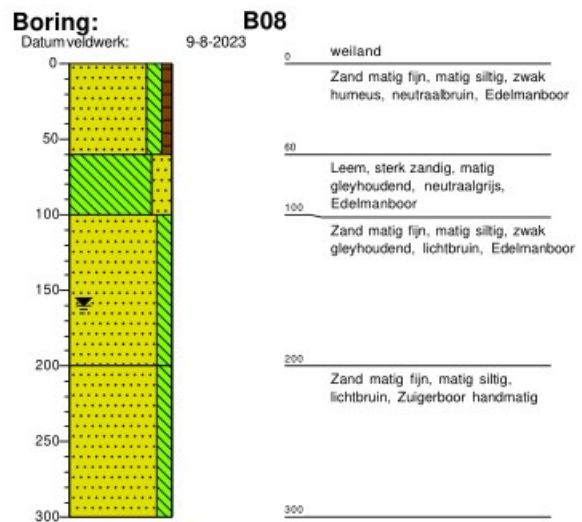 Boring: B08
Datum veldwerk: 9-8-2023
0
50
100
150
200
250
300
0
weiland
Zand matig fijn, matig siltig, zwak
humeus, neutraalbruin, Edelmanboor
60
Leem, sterk zandig, matig
gleyhoudend, neutraalgrijs,
Edelmanboor
100
Zand matig fijn, matig siltig, zwak
gleyhoudend, lichtbruin, Edelmanboor
200
Zand matig fijn, matig siltig,
lichtbruin, Zuigerboor handmatig
300